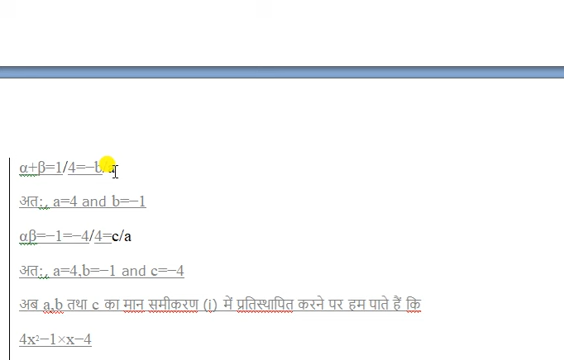 α+β=1/4=−b/a
अत:, a=4 and b=−1
αβ=−1=−4/4=c/a
अत:, a=4,b=−1 and c=−4
अब a,b तथा c का मान समीकरण (i) में प्रतिस्थापित करने पर हम पाते हैं कि
4x²−1×x−4